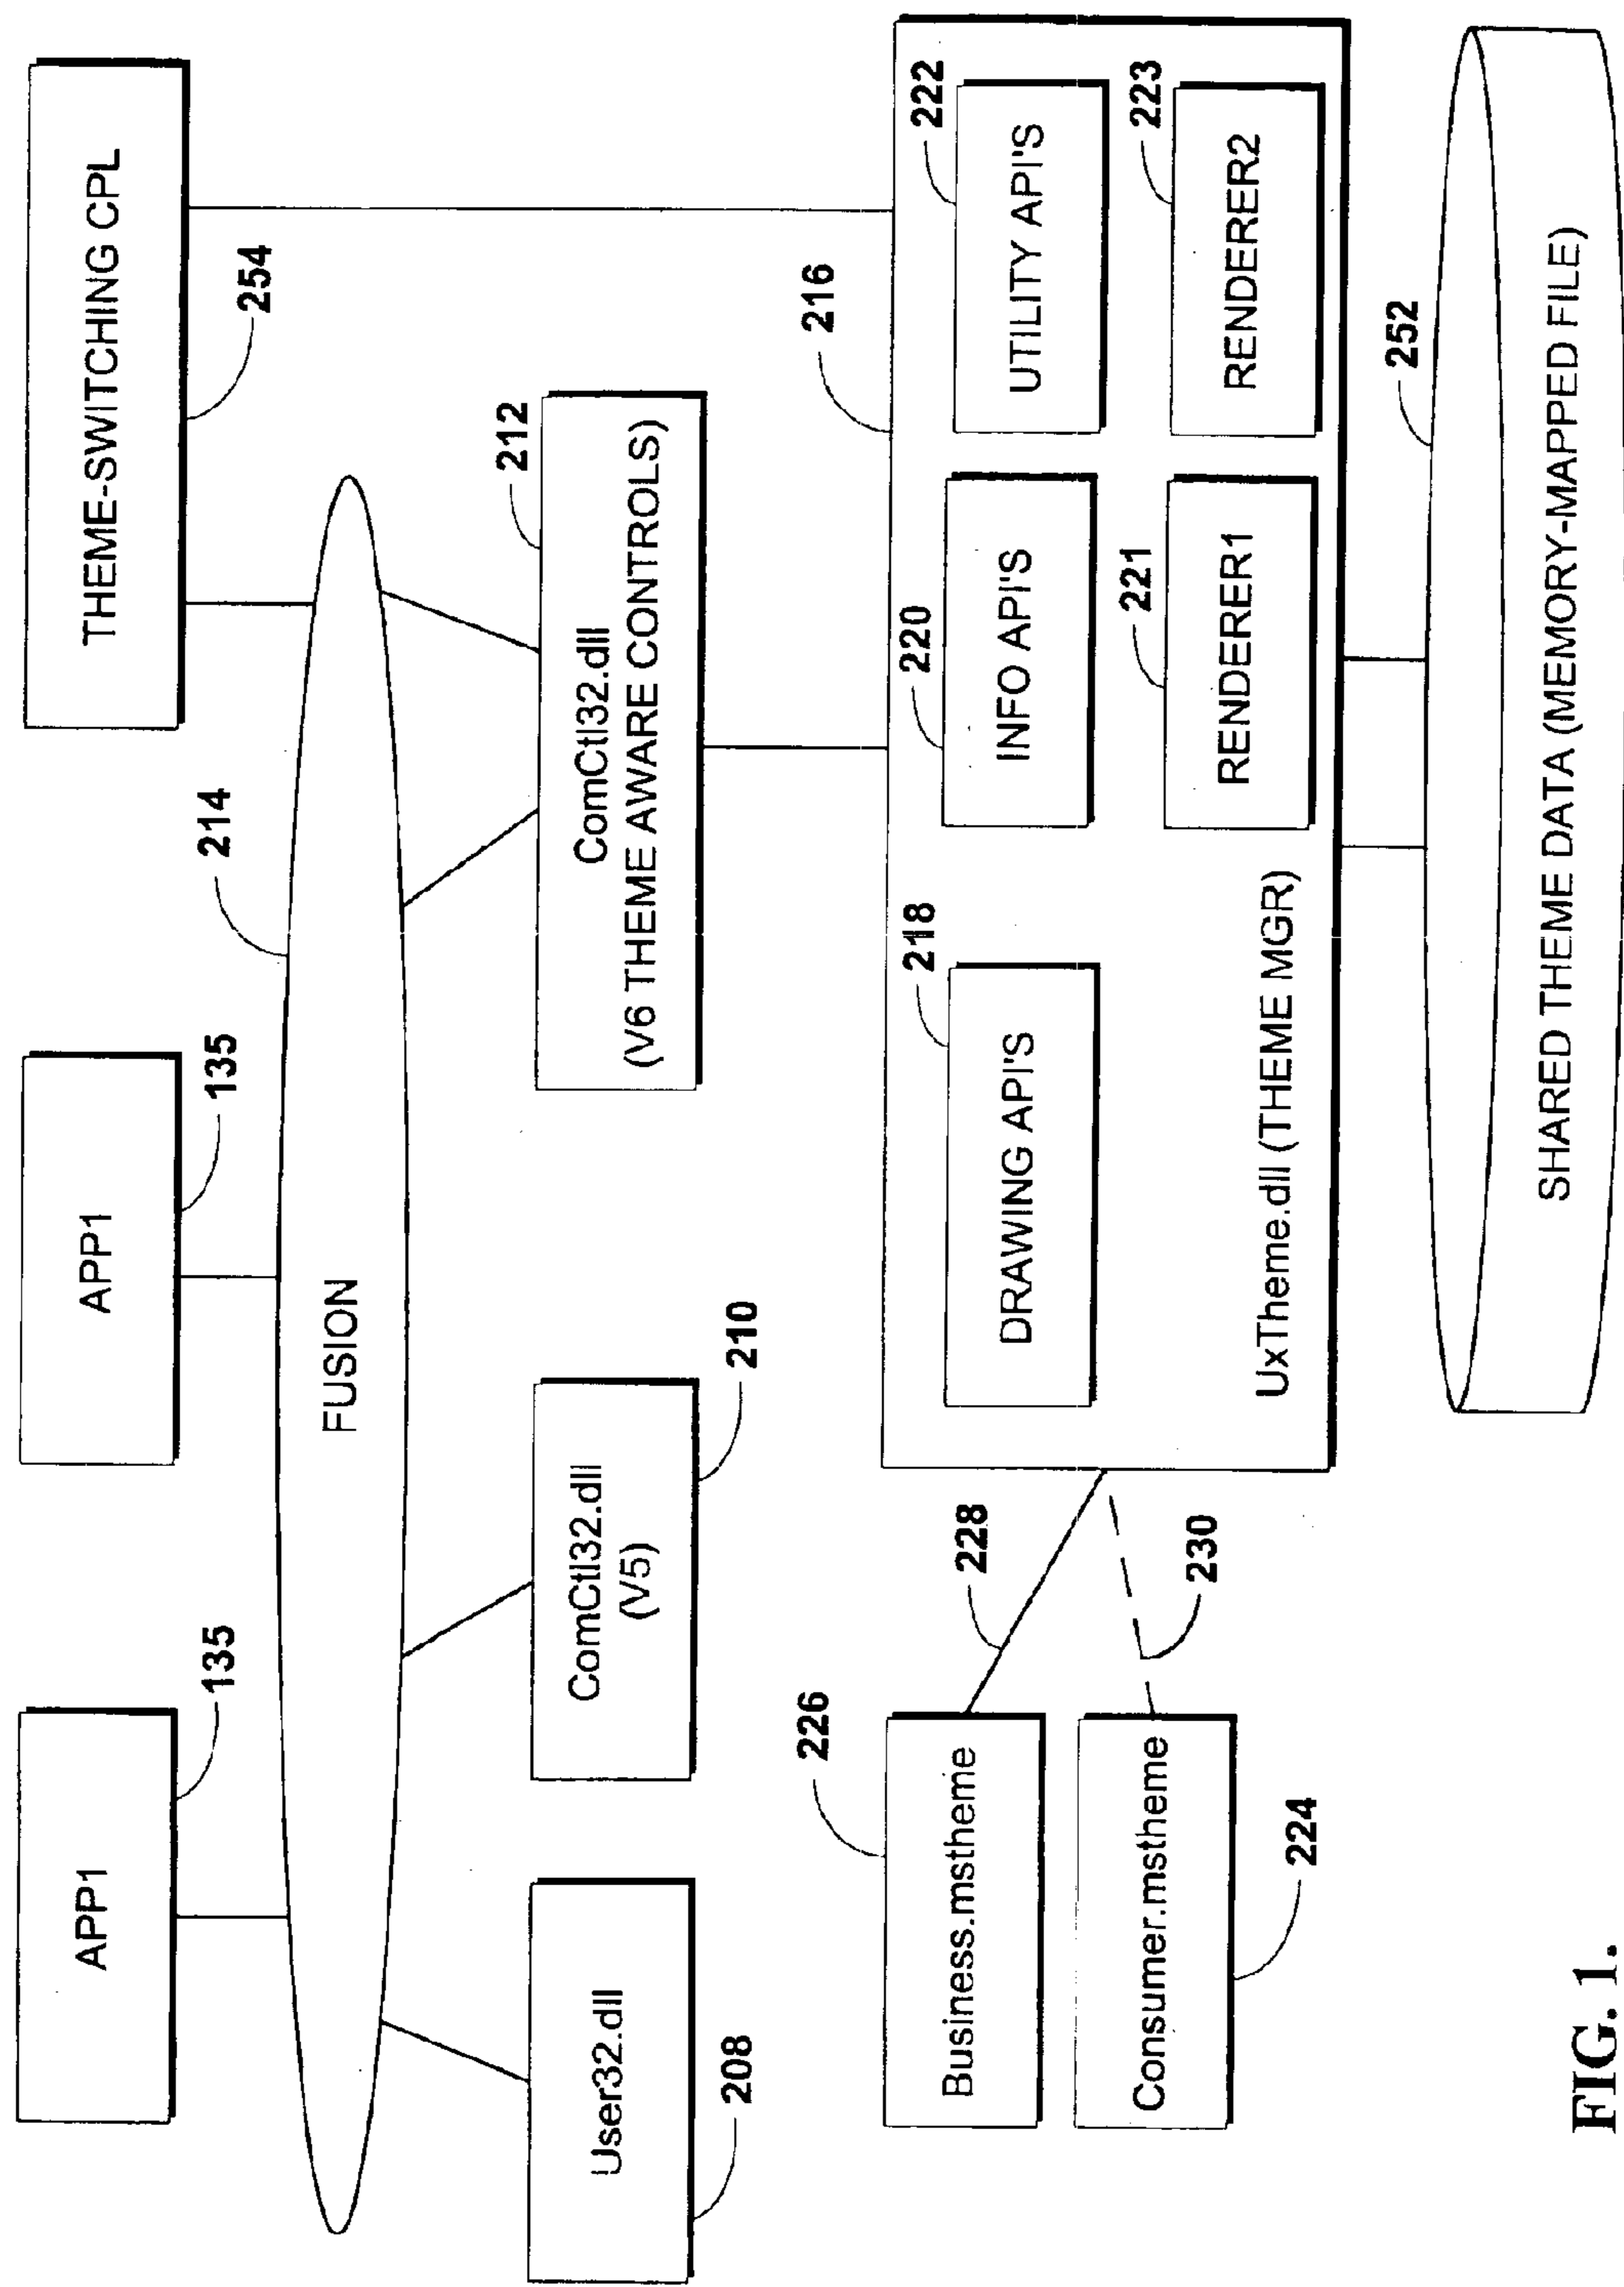 APP1
135
APP1
135
THEME-SWITCHING CPL
254
214
FUSION
User32.dll
208
ComCtl32.dll
(V5)
210
212
ComCtl32.dll
(V6 THEME AWARE CONTROLS)
216
226
Business.mstheme
228
Consumer.mstheme
224
230
218
DRAWING API'S
220
INFO API'S
222
UTILITY API'S
221
RENDERER1
223
RENDERER2
UxTheme.dll (THEME MGR)
252
SHARED THEME DATA (MEMORY-MAPPED FILE)
FIG. 1.